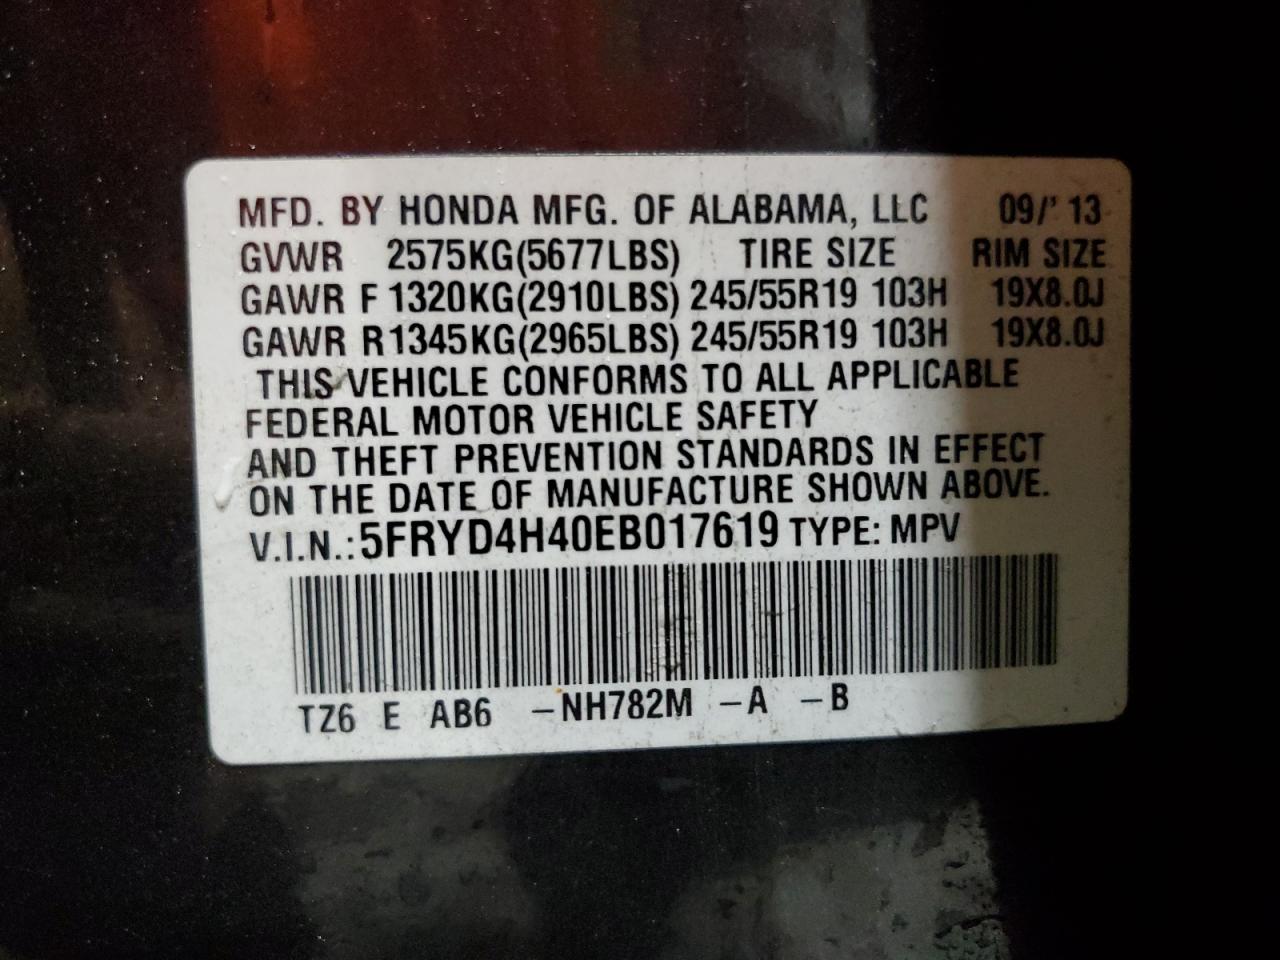 MFD. BY HONDA MFG. OF ALABAMA, LLC 09/' 13
GVWR 2575KG(5677LBS) TIRE SIZE RIM SIZE
GAWR F 1320KG(2910LBS) 245/55R19 103H 19X8.0J
GAWR R 1345KG(2965LBS) 245/55R19 103H 19X8.0J
THIS VEHICLE CONFORMS TO ALL APPLICABLE
FEDERAL MOTOR VEHICLE SAFETY
AND THEFT PREVENTION STANDARDS IN EFFECT
ON THE DATE OF MANUFACTURE SHOWN ABOVE.
V.I.N.: 5FRYD4H40EB017619 TYPE: MPV
TZ6 E AB6 –NH782M –A –B